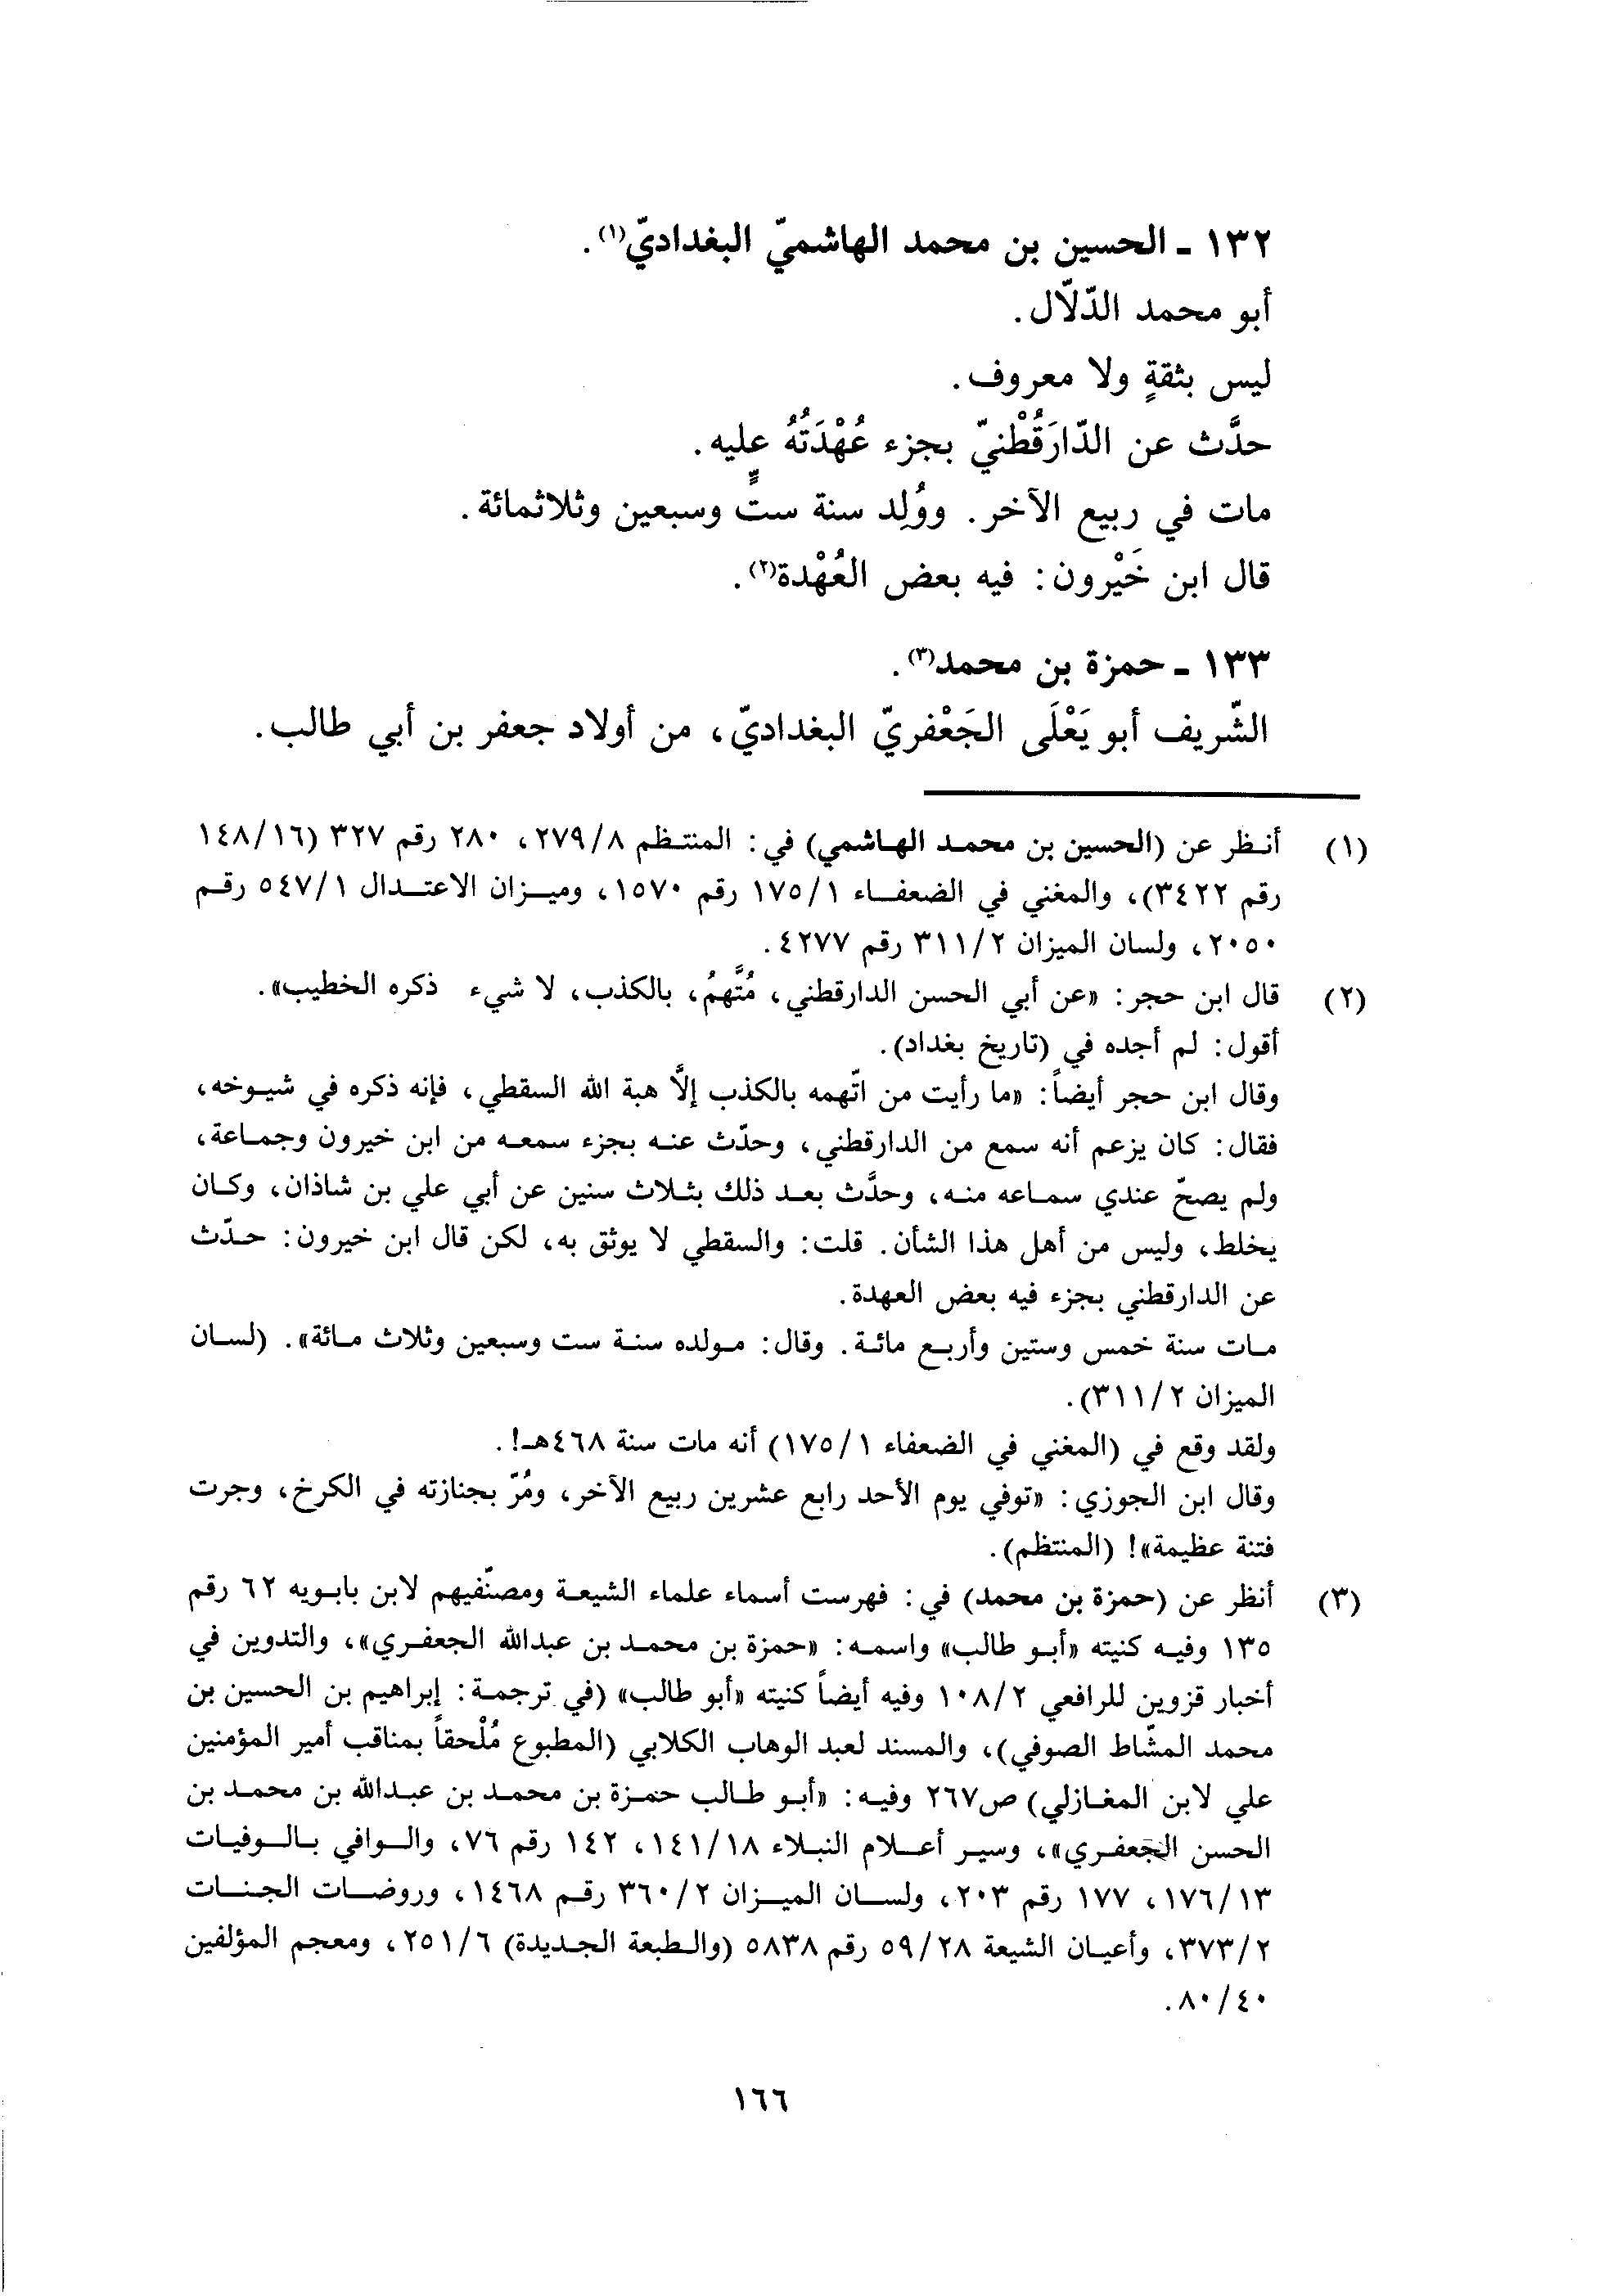 ١٣٢ ـ الحسين بن محمد الهاشميّ البغداديّ(١).
أبو محمد الدّلّال.
ليس بثقةٍ ولا معروف.
حدَّث عن الدّارَقُطْنيّ بجزء عُهْدَتُهُ عليه.
مات في ربيع الآخر. ووُلِد سنة ستٍّ وسبعين وثلاثمائة.
قال ابن خَيْرون: فيه بعض العُهْدة(٢).
١٣٣ ـ حمزة بن محمد(٣).
الشّريف أبو يَعْلَى الجَعْفريّ البغداديّ، من أولاد جعفر بن أبي طالب.
(١) أنظر عن (الحسين بن محمد الهاشمي) في: المنتظم ٢٧٩/٨، ٢٨٠ رقم ٣٢٧ (١٤٨/١٦
رقم ٣٤٢٢)، والمغني في الضعفاء ١٧٥/١ رقم ١٥٧٠، وميزان الاعتدال ٥٤٧/١ رقم
٢٠٥٠، ولسان الميزان ٣١١/٢ رقم ٤٢٧٧.
(٢) قال ابن حجر: «عن أبي الحسن الدارقطني، مُتَّهمُ، بالكذب، لا شيء ذكره الخطيب».
أقول: لم أجده في (تاريخ بغداد).
وقال ابن حجر أيضاً: «ما رأيت من اتّهمه بالكذب إلَّا هبة الله السقطي، فإنه ذكره في شيوخه،
فقال: كان يزعم أنه سمع من الدارقطني، وحدّث عنه بجزء سمعه من ابن خيرون وجماعة،
ولم يصحّ عندي سماعه منه، وحدَّث بعد ذلك بثلاث سنين عن أبي علي بن شاذان، وكان
يخلط، وليس من أهل هذا الشأن. قلت: والسقطي لا يوثق به، لكن قال ابن خيرون: حدّث
عن الدارقطني بجزء فيه بعض العهدة.
مات سنة خمس وستين وأربع مائة. وقال: مولده سنة ست وسبعين وثلاث مائة». (لسان
الميزان ٣١١/٢).
ولقد وقع في (المغني في الضعفاء ١٧٥/١) أنه مات سنة ٤٦٨هـ!.
وقال ابن الجوزي: «توفي يوم الأحد رابع عشرين ربيع الآخر، ومُرّ بجنازته في الكرخ، وجرت
فتنة عظيمة»! (المنتظم).
(٣) أنظر عن (حمزة بن محمد) في: فهرست أسماء علماء الشيعة ومصنّفيهم لابن بابويه ٦٢ رقم
١٣٥ وفيه كنيته «أبو طالب» واسمه: «حمزة بن محمد بن عبدالله الجعفري»، والتدوين في
أخبار قزوين للرافعي ١٠٨/٢ وفيه أيضاً كنيته «أبو طالب» (في ترجمة: إبراهيم بن الحسين بن
محمد المشّاط الصوفي)، والمسند لعبد الوهاب الكلابي (المطبوع مُلْحقاً بمناقب أمير المؤمنين
علي لابن المغازلي) ص٢٦٧ وفيه: «أبو طالب حمزة بن محمد بن عبدالله بن محمد بن
الحسن الجعفري»، وسير أعلام النبلاء ١٤١/١٨، ١٤٢ رقم ٧٦، والوافي بالوفيات
١٧٦/١٣، ١٧٧ رقم ٢٠٣، ولسان الميزان ٣٦٠/٢ رقم ١٤٦٨، وروضات الجنات
٣٧٣/٢، وأعيان الشيعة ٥٩/٢٨ رقم ٥٨٣٨ (والطبعة الجديدة) ٢٥١/٦، ومعجم المؤلفين
٨٠/٤٠.
١٦٦